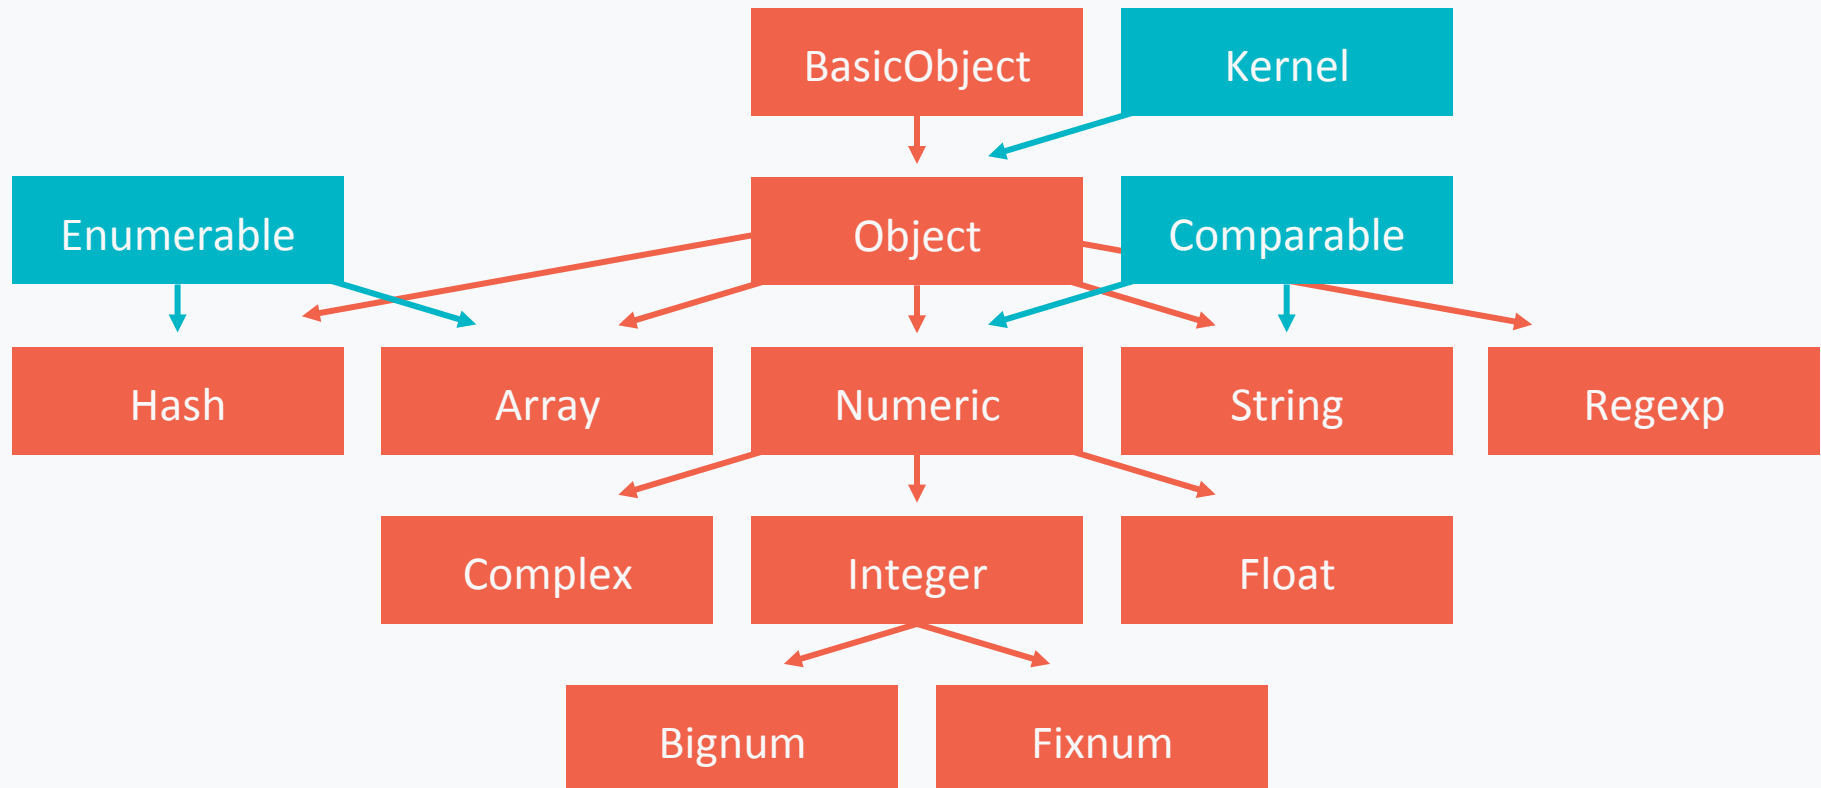 BasicObject
Kernel
Enumerable
Object
Comparable
Hash
Array
Numeric
String
Regexp
Complex
Integer
Float
Bignum
Fixnum